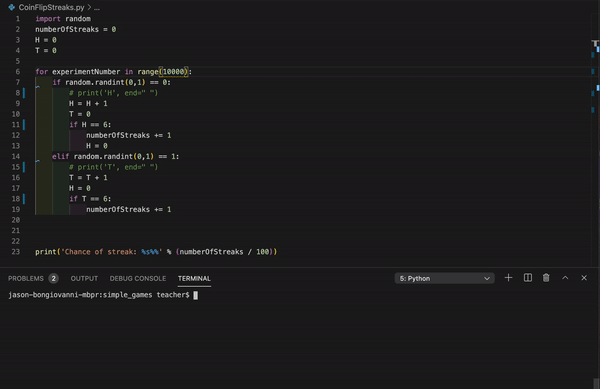 CoinFlipStreaks.py > ...
1 import random
2 numberOfStreaks = 0
3 H = 0
4 T = 0
5
6 for experimentNumber in range(10000):
7 if random.randint(0,1) == 0:
8 # print('H', end=" ")
9 H = H + 1
10 T = 0
11 if H == 6:
12 numberOfStreaks += 1
13 H = 0
14 elif random.randint(0,1) == 1:
15 # print('T', end=" ")
16 T = T + 1
17 H = 0
18 if T == 6:
19 numberOfStreaks += 1
20
21
22
23 print('Chance of streak: %s%%' % (numberOfStreaks / 100))
PROBLEMS 2 OUTPUT DEBUG CONSOLE TERMINAL 5: Python
jason-bongiovanni-mbpr:simple_games teacher$